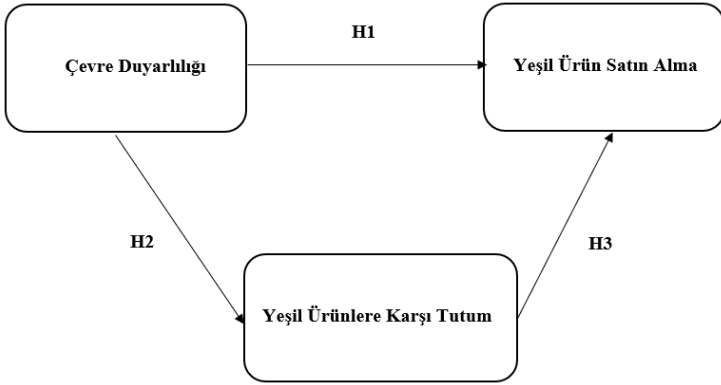 H1
Çevre Duyarlılığı
Yeşil Ürün Satın Alma
H2
H3
Yeşil Ürünlere Karşı Tutum